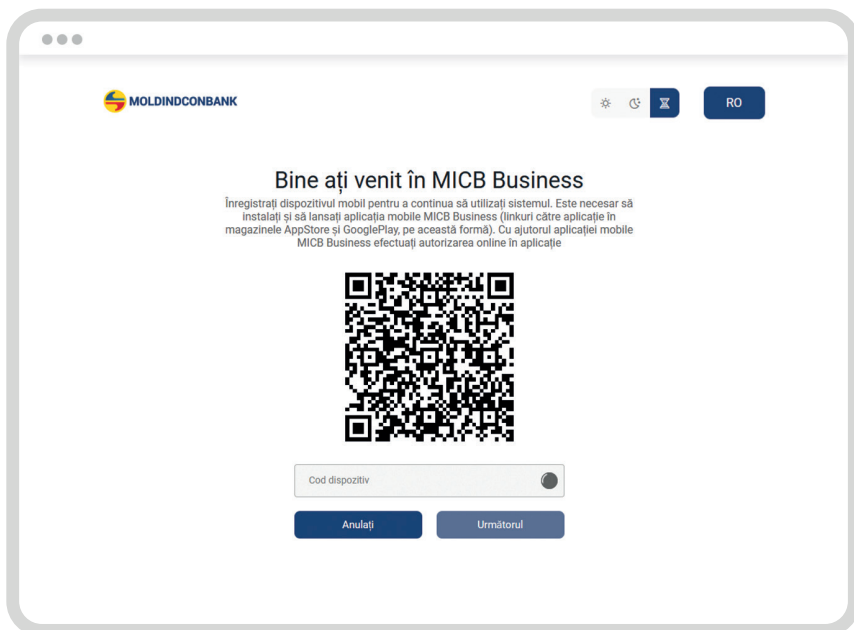 MOLDINDCONBANK
RO
Bine ați venit în MICB Business
Înregistrați dispozitivul mobil pentru a continua să utilizați sistemul. Este necesar să
instalați și să lansați aplicația mobile MICB Business (linkuri către aplicație în
magazinele AppStore și GooglePlay, pe această formă). Cu ajutorul aplicației mobile
MICB Business efectuați autorizarea online în aplicație
Cod dispozitiv
Anulați
Următorul